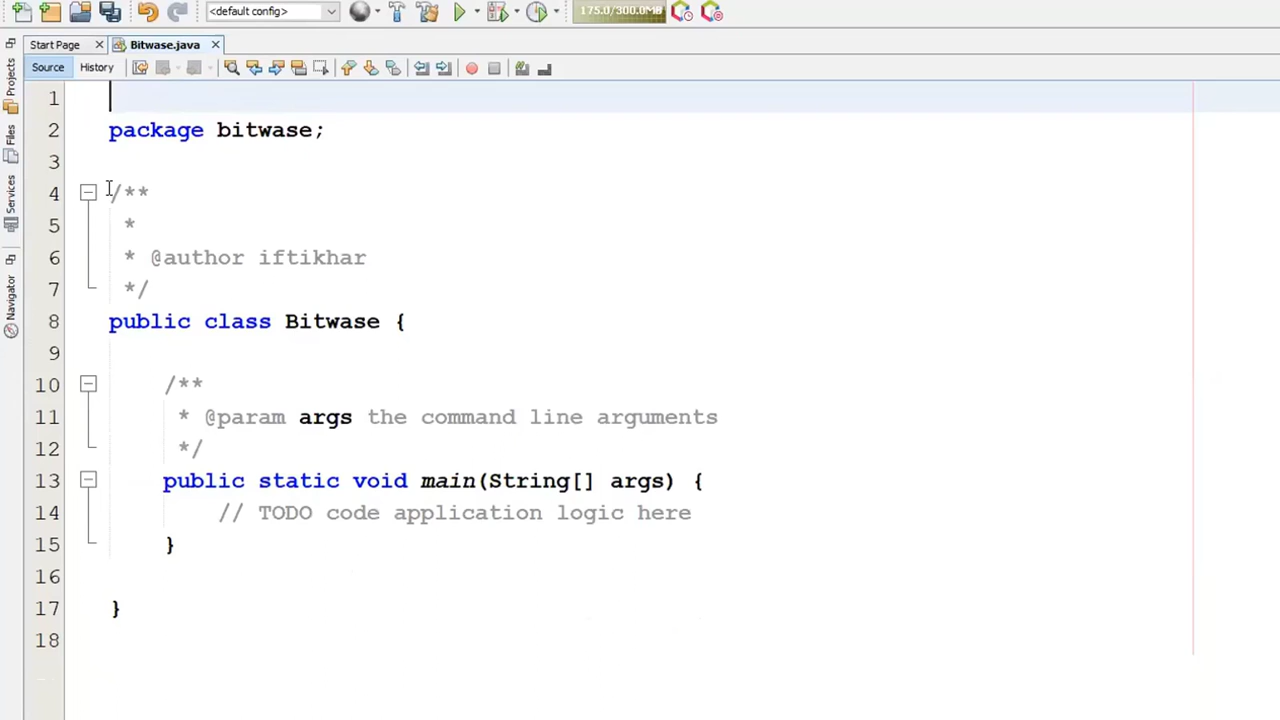 <default config>
175.0/300.0MB
Start Page
Bitwase.java
Source
History
Projects
Files
Services
Navigator
1
2 package bitwase;
3
4 /**
5 *
6 * @author iftikhar
7 */
8 public class Bitwase {
9
10 /**
11 * @param args the command line arguments
12 */
13 public static void main(String[] args) {
14 // TODO code application logic here
15 }
16
17 }
18